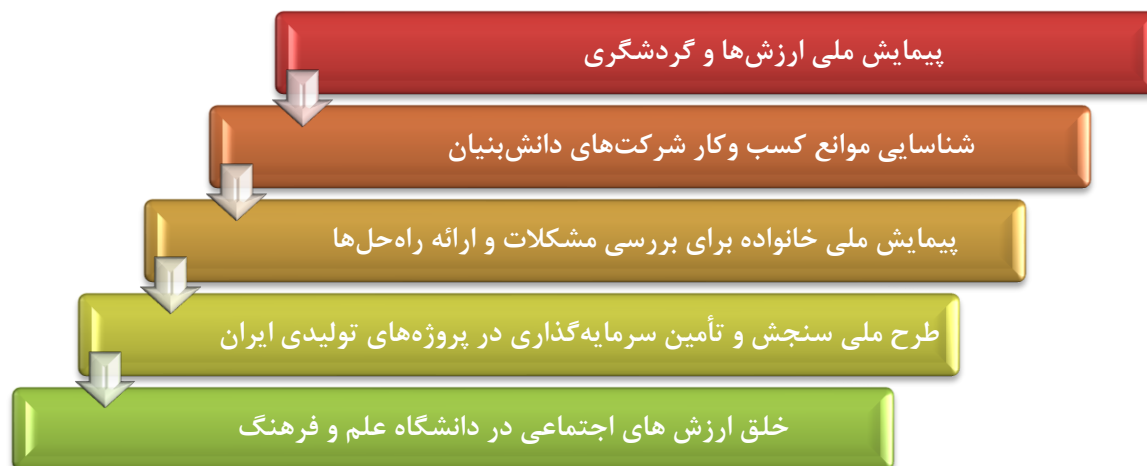 پیمایش ملی ارزش‌ها و گردشگری
شناسایی موانع کسب وکار شرکت‌های دانش‌بنیان
پیمایش ملی خانواده برای بررسی مشکلات و ارائه راه‌حل‌ها
طرح ملی سنجش و تأمین سرمایه‌گذاری در پروژه‌های تولیدی ایران
خلق ارزش های اجتماعی در دانشگاه علم و فرهنگ